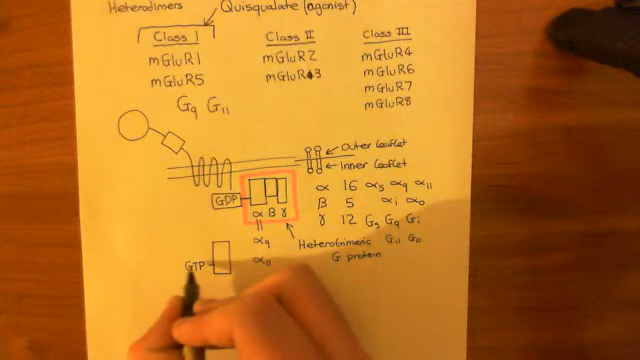 Heterodimers Quisqualate (agonist)
Class I Class II Class III
mGluR1 mGluR2 mGluR4
mGluR5 mGluR3 mGluR6
mGluR7
mGluR8
Gq G11
Outer leaflet
Inner leaflet
GDP
α β γ
α 16 αs αq α11
β 5 αi αo
γ 12 Gs Gq Gi
G11 Go
||
αq
α11
Heterotrimeric
G protein
GTP